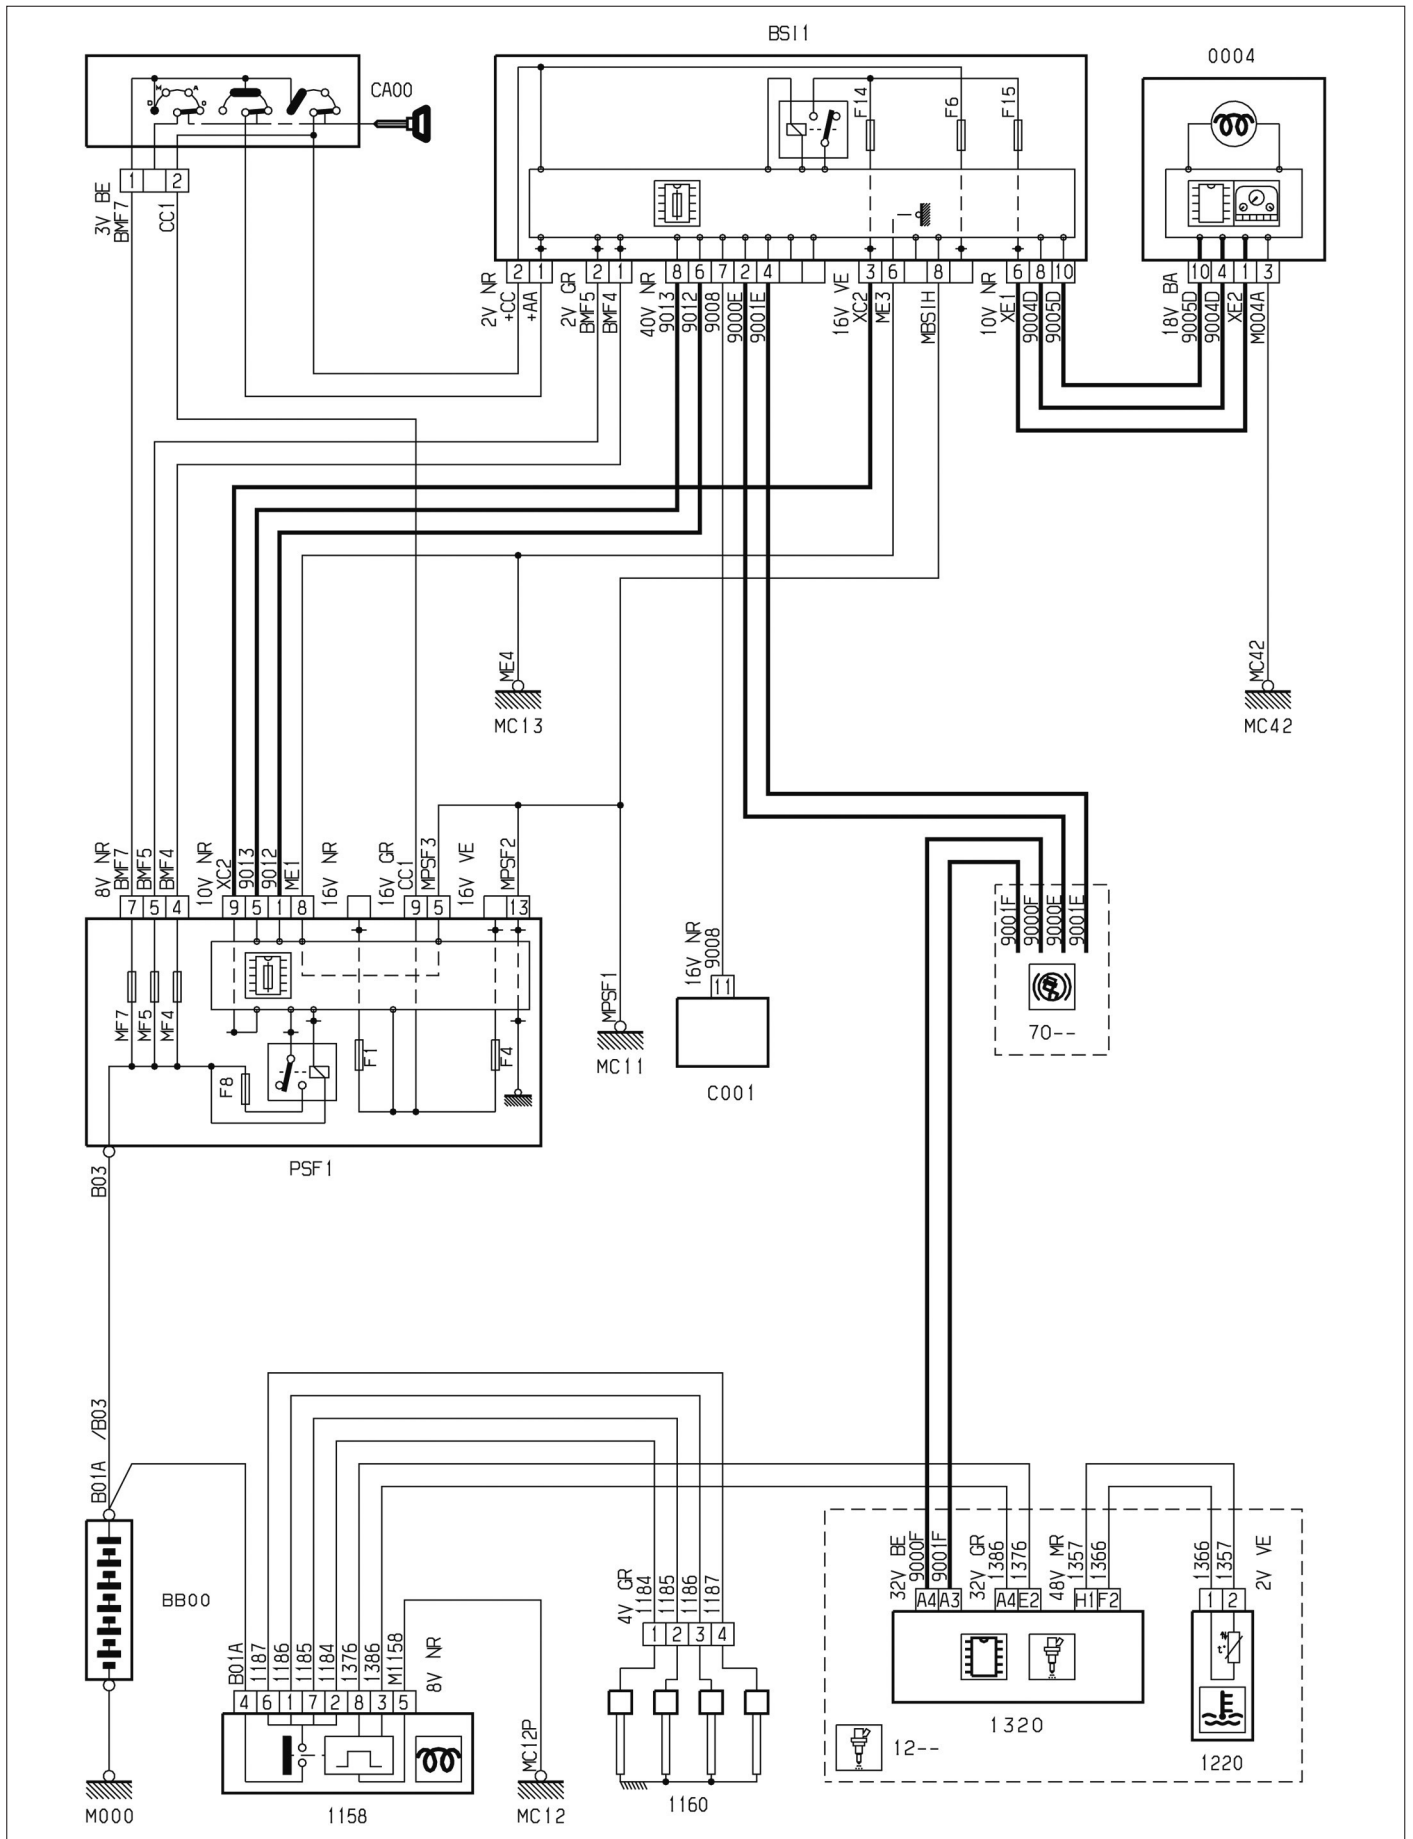 BSI1
0004
CA00
M A
D O
F14
F6
F15
1 2
3V BE
BMF7
CC1
2 1
2 1
8 6 7 2 4
3 6 8
6 8 10
10 4 1 3
2V NR
+CC
+AA
2V GR
BMF5
BMF4
40V NR
9013
9012
9008
9000E
9001E
16V VE
XC2
ME3
MBSIH
10V NR
XE1
9004D
9005D
18V BA
9005D
9004D
XE2
M004A
ME4
MC13
MC42
MC42
8V NR
BMF7
BMF5
BMF4
10V NR
XC2
9013
9012
ME1
16V NR
16V GR
CC1
MPSF3
16V VE
MPSF2
7 5 4
9 5 1 8
9 5
13
MF7
MF5
MF4
F8
F1
F4
PSF1
MPSF1
MC11
16V NR
9008
11
C001
9001F
9000F
9000E
9001E
70--
B03
B01A /B03
BB00
M000
B01A
1187
1186
1185
1184
1376
1386
M1158
8V NR
4 6 1 7 2 8 3 5
1158
MC12P
MC12
4V GR
1184
1185
1186
1187
1 2 3 4
1160
32V BE
9000F
9001F
32V GR
1386
1376
48V MR
1357
1366
1366
1357
2V VE
A4 A3
A4 E2
H1 F2
1 2
t°
1320
12--
1220